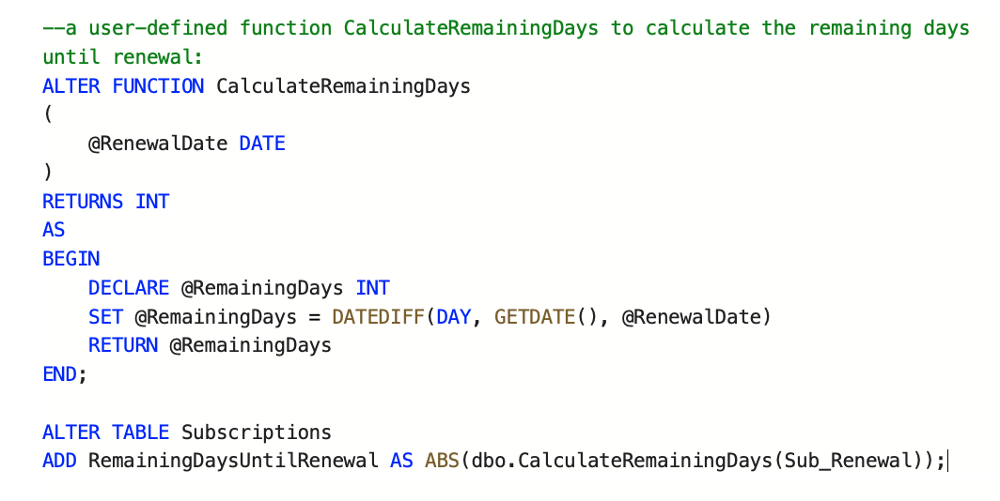 --a user-defined function CalculateRemainingDays to calculate the remaining days
until renewal:
ALTER FUNCTION CalculateRemainingDays
(
    @RenewalDate DATE
)
RETURNS INT
AS
BEGIN
    DECLARE @RemainingDays INT
    SET @RemainingDays = DATEDIFF(DAY, GETDATE(), @RenewalDate)
    RETURN @RemainingDays
END;

ALTER TABLE Subscriptions
ADD RemainingDaysUntilRenewal AS ABS(dbo.CalculateRemainingDays(Sub_Renewal));